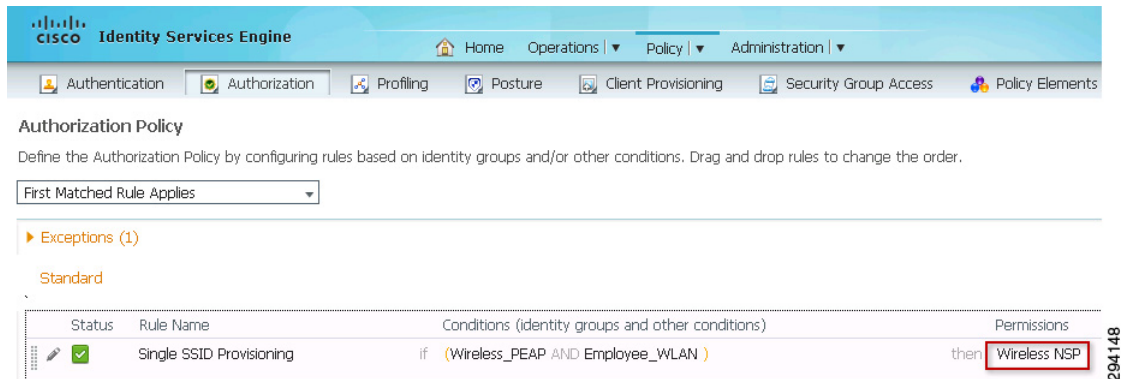 CISCO Identity Services Engine
Home Operations | ▼ Policy | ▼ Administration | ▼
Authentication Authorization Profiling Posture Client Provisioning Security Group Access Policy Elements
Authorization Policy
Define the Authorization Policy by configuring rules based on identity groups and/or other conditions. Drag and drop rules to change the order.
First Matched Rule Applies
Exceptions (1)
Standard
Status Rule Name Conditions (identity groups and other conditions) Permissions
Single SSID Provisioning if (Wireless_PEAP AND Employee_WLAN ) then Wireless NSP
294148